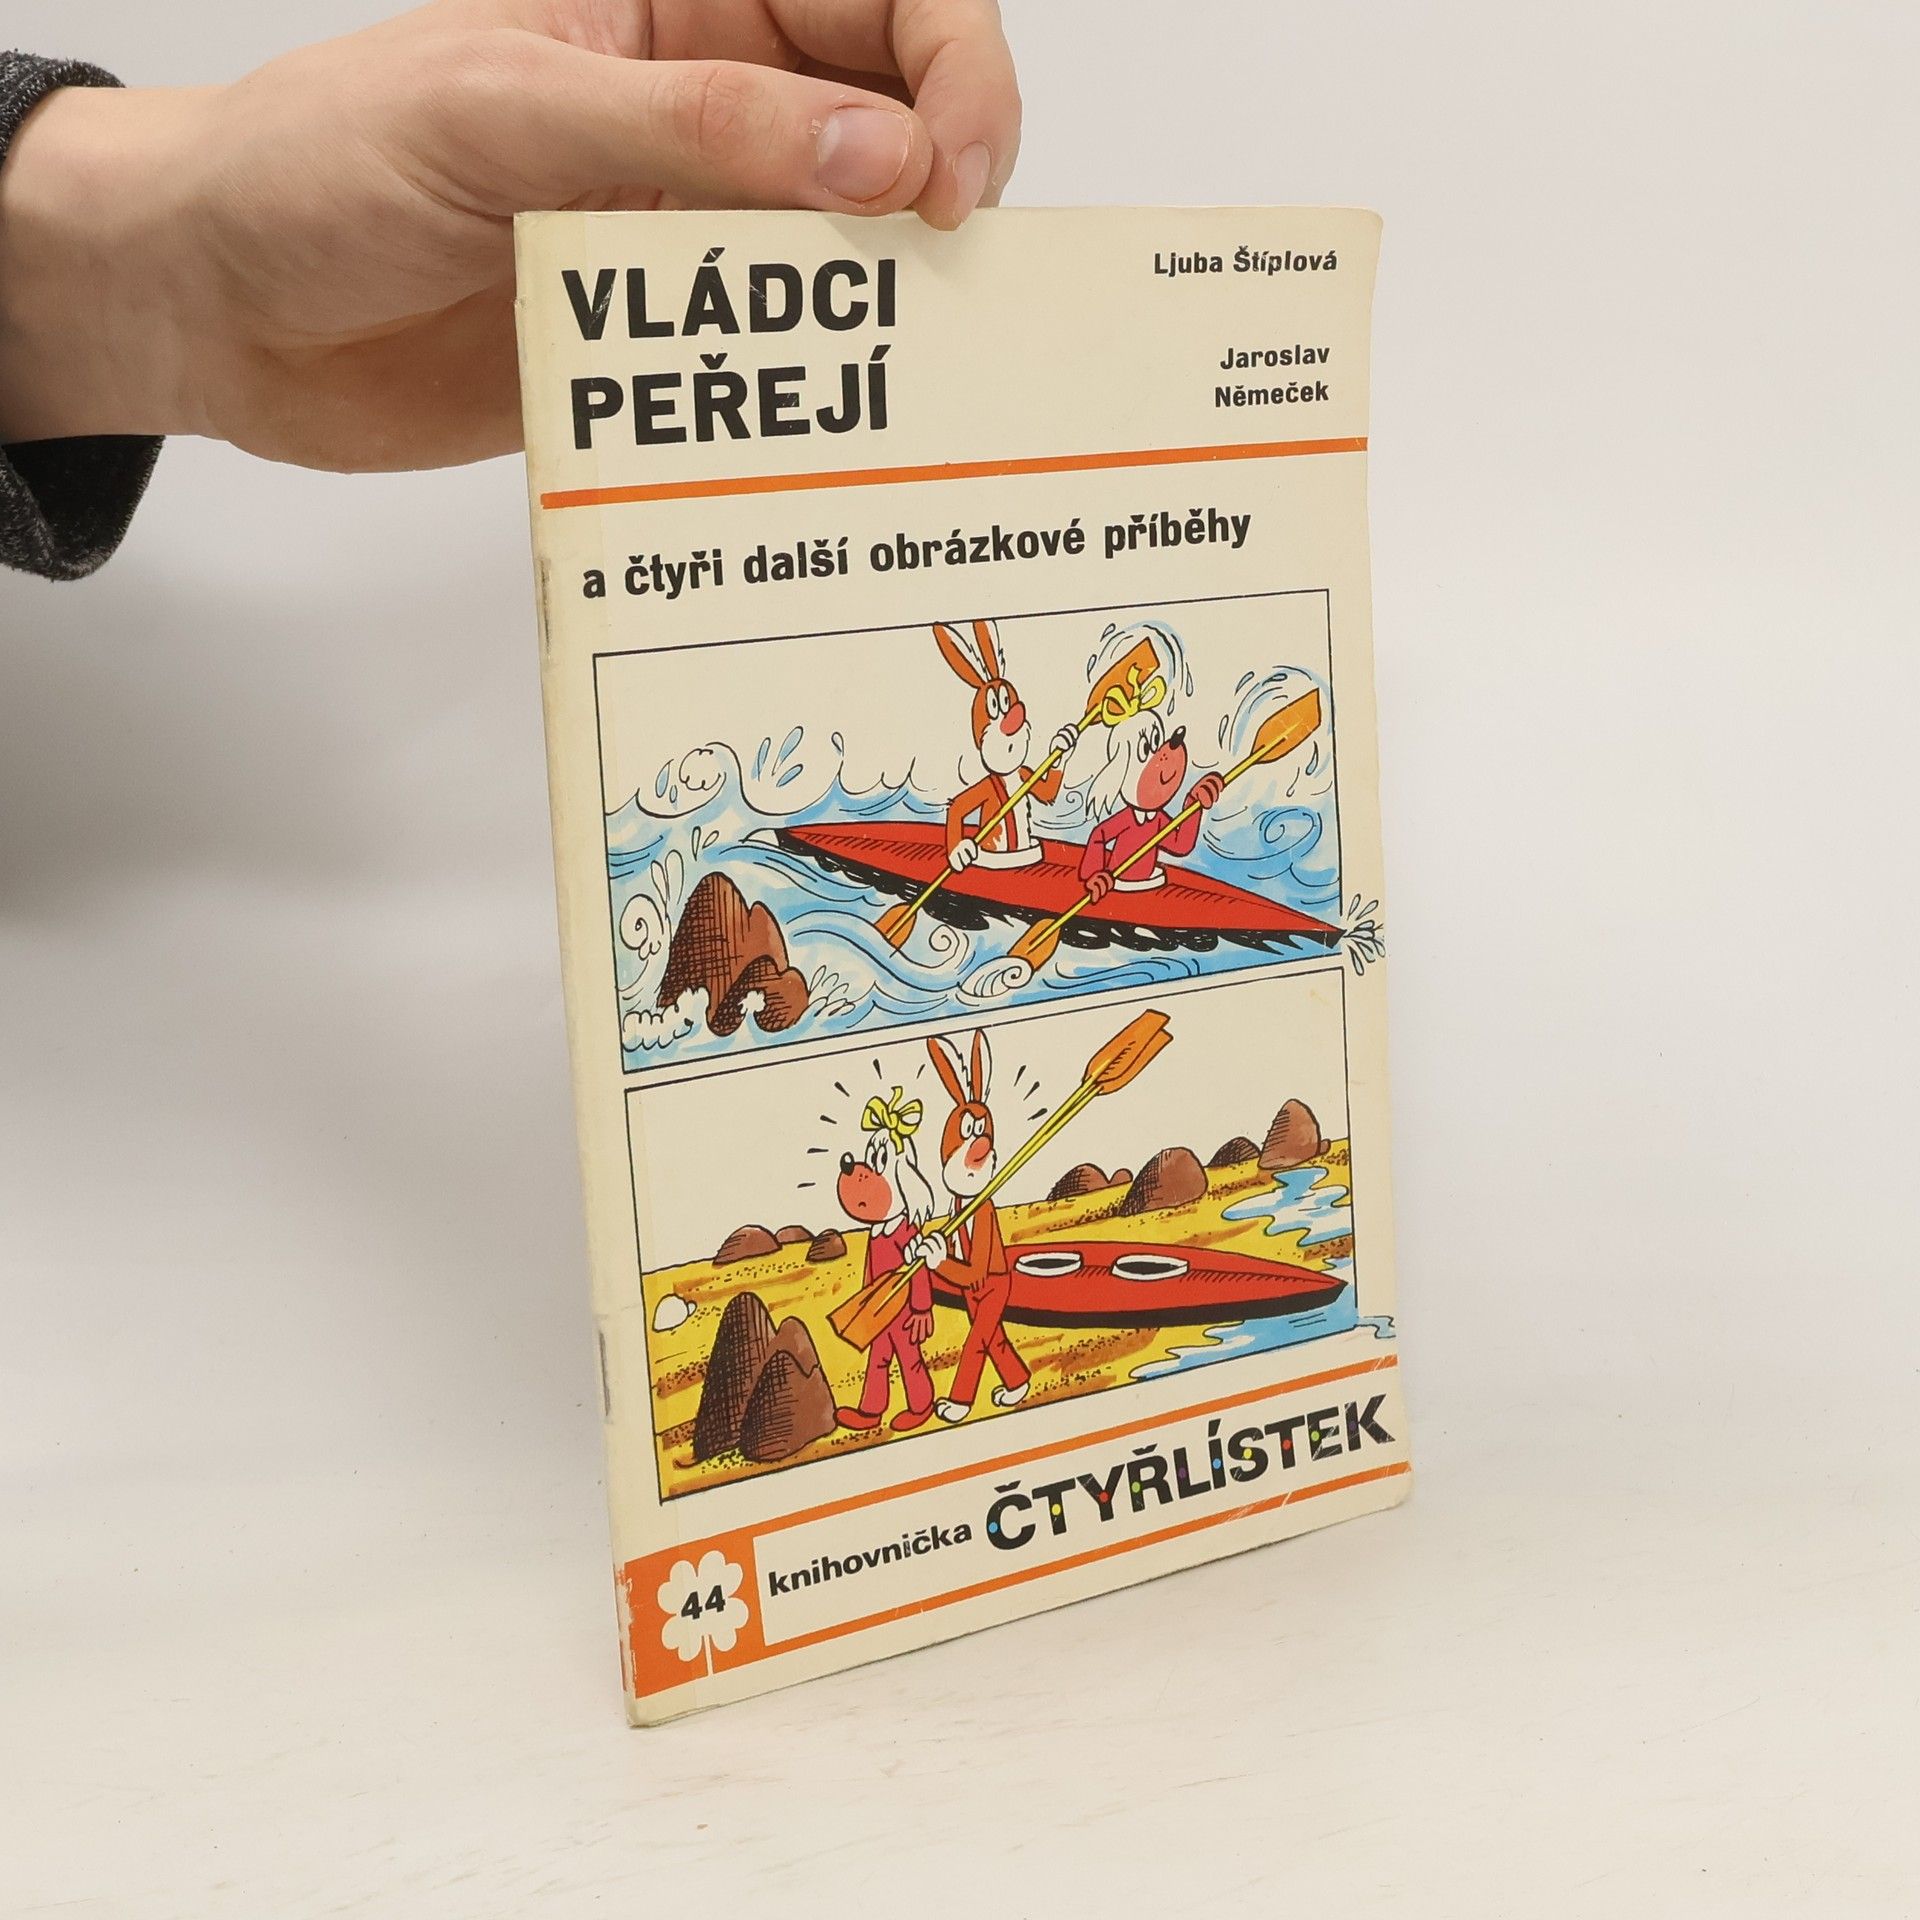 VLÁDCI
PEŘEJÍ
Ljuba Štíplová
Jaroslav
Němeček
a čtyři další obrázkové příběhy
44
knihovnička ČTYŘLÍSTEK